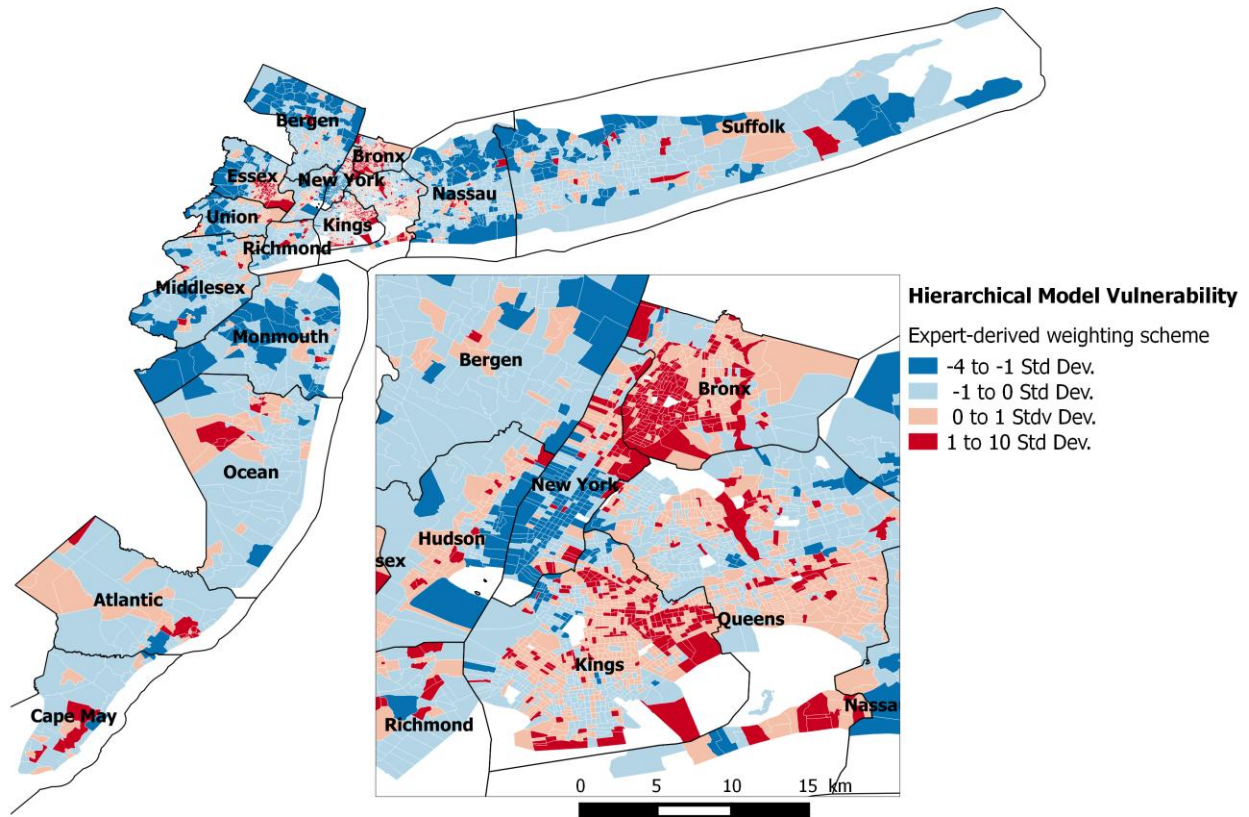 Bergen
Suffolk
Bronx
Essex
New York
Nassau
Union
Kings
Richmond
Middlesex
Monmouth
Ocean
Atlantic
Cape May
Bergen
Bronx
New York
Hudson
sex
Queens
Kings
Richmond
Nassau
Hierarchical Model Vulnerability
Expert-derived weighting scheme
-4 to -1 Std Dev.
-1 to 0 Std Dev.
0 to 1 Stdv Dev.
1 to 10 Std Dev.
0 5 10 15 km